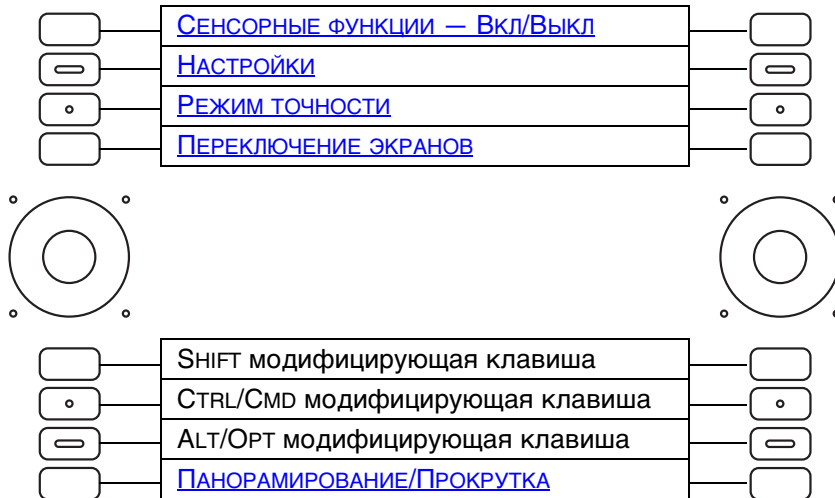 Сенсорные функции — Вкл/Выкл
Настройки
Режим точности
Переключение экранов
Shift модифицирующая клавиша
Ctrl/Cmd модифицирующая клавиша
Alt/Opt модифицирующая клавиша
Панорамирование/Прокрутка